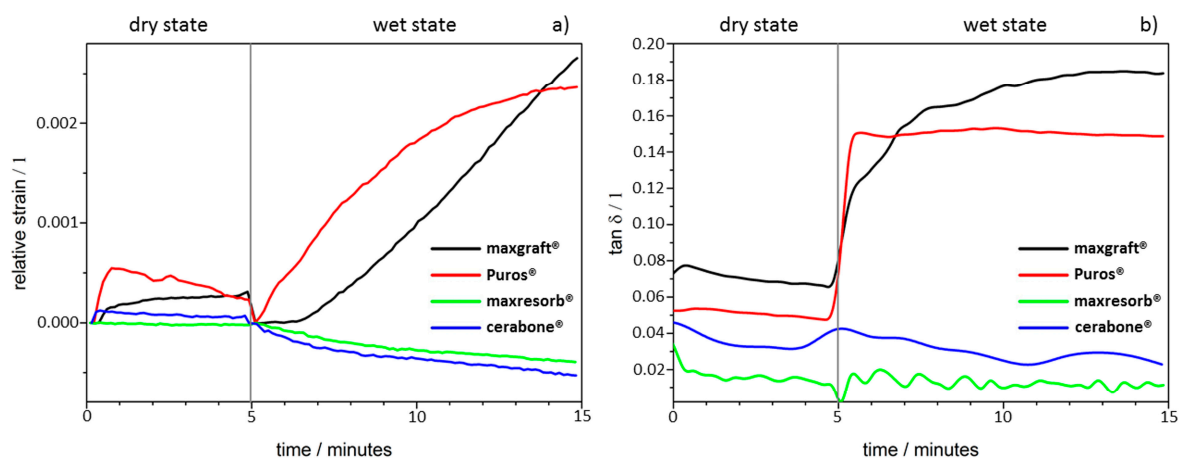 dry state wet state a)
relative strain / 1
0.002
0.001
0.000
maxgraft®
Puros®
maxresorb®
cerabone®
0 5 10 15
time / minutes
dry state wet state b)
tan δ / 1
0.20
0.18
0.16
0.14
0.12
0.10
0.08
0.06
0.04
0.02
maxgraft®
Puros®
maxresorb®
cerabone®
0 5 10 15
time / minutes